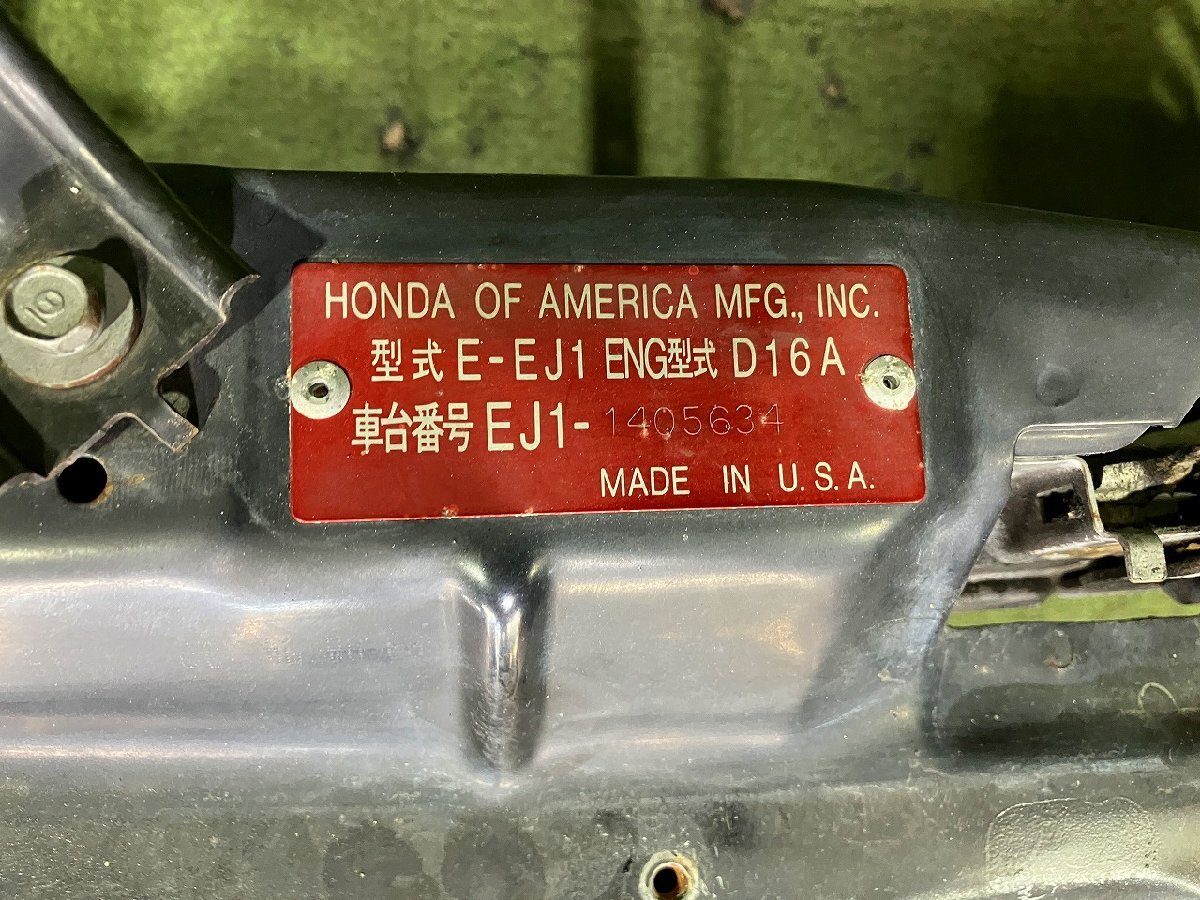 HONDA OF AMERICA MFG., INC.
型式 E-EJ1 ENG型式 D16A
車台番号 EJ1-1405634
MADE IN U.S.A.
10